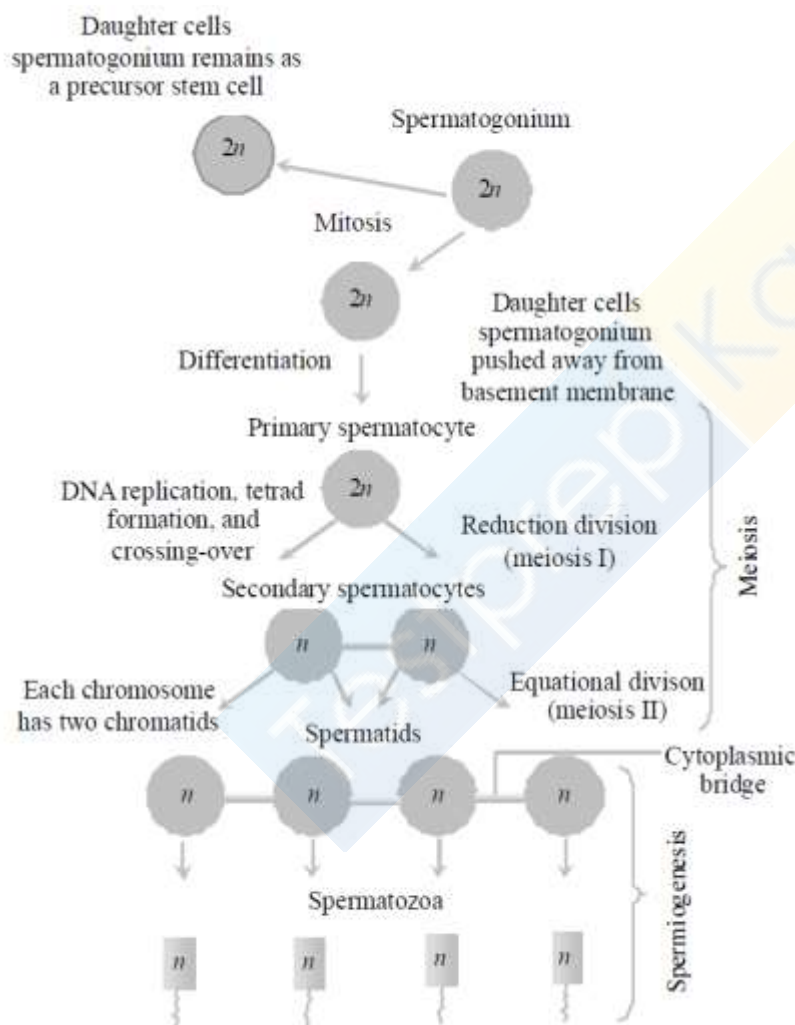 Daughter cells
spermatogonium remains as
a precursor stem cell
Spermatogonium
2n
2n
Mitosis
2n
Daughter cells
spermatogonium
pushed away from
basement membrane
Differentiation
Primary spermatocyte
2n
DNA replication, tetrad
formation, and
crossing-over
Reduction division
(meiosis I)
Meiosis
Secondary spermatocytes
n
n
Each chromosome
has two chromatids
Equational divison
(meiosis II)
Spermatids
Cytoplasmic
bridge
n
n
n
n
Spermatozoa
Spermiogenesis
n
n
n
n